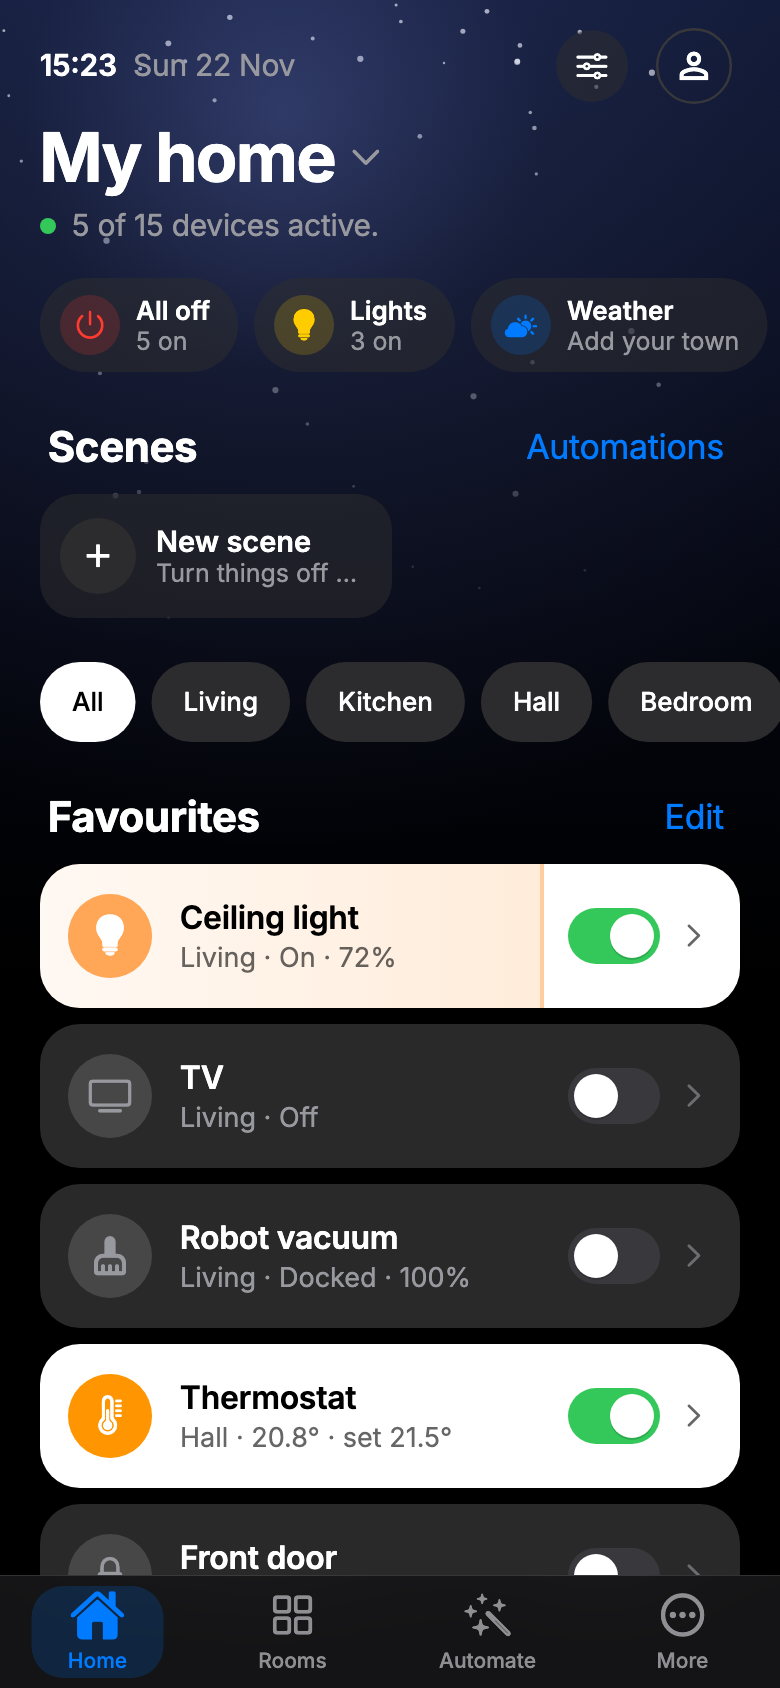 15:23 Sun 22 Nov
My home
5 of 15 devices active.
All off
5 on
Lights
3 on
Weather
Add your town
Scenes
Automations
New scene
Turn things off ...
All
Living
Kitchen
Hall
Bedroom
Favourites
Edit
Ceiling light
Living · On · 72%
TV
Living · Off
Robot vacuum
Living · Docked · 100%
Thermostat
Hall · 20.8° · set 21.5°
Front door
Home
Rooms
Automate
More